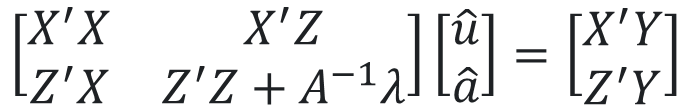 [X′X X′Z] [û] = [X′Y]
[Z′X Z′Z + A⁻¹λ] [â] = [Z′Y]